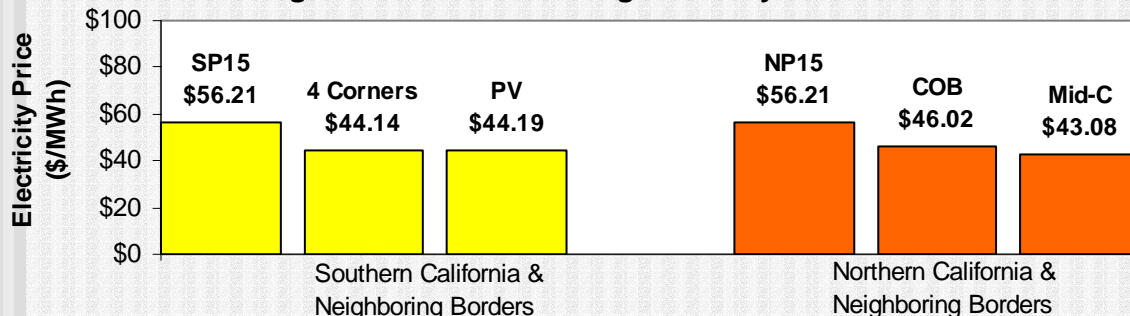 $100
$80
$60
$40
$20
$0
Electricity Price
($/MWh)
SP15
$56.21
4 Corners
$44.14
PV
$44.19
NP15
$56.21
COB
$46.02
Mid-C
$43.08
Southern California &
Neighboring Borders
Northern California &
Neighboring Borders